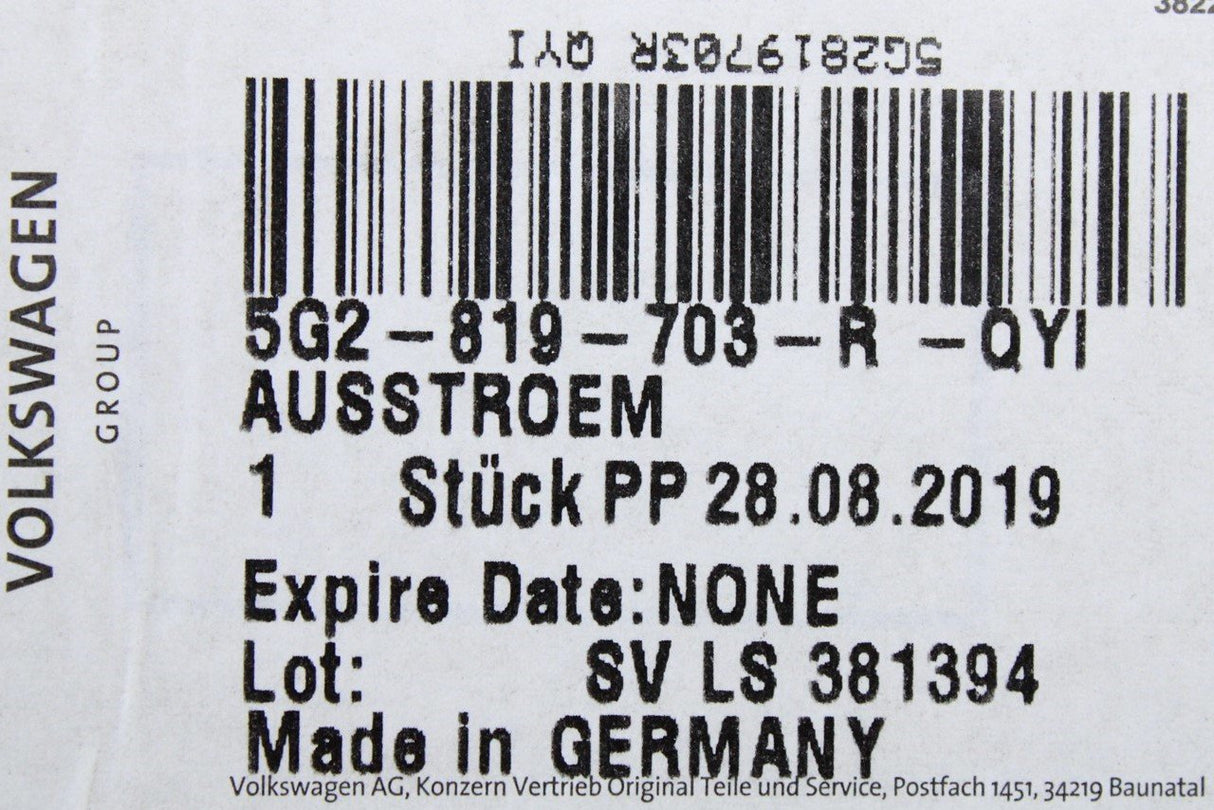 3822
5G2819703R QYI
5G2-819-703-R -QYI
AUSSTROEM
1 Stück PP 28.08.2019
Expire Date:NONE
Lot: SV LS 381394
Made in GERMANY
Volkswagen AG, Konzern Vertrieb Original Teile und Service, Postfach 1451, 34219 Baunatal
VOLKSWAGEN
GROUP